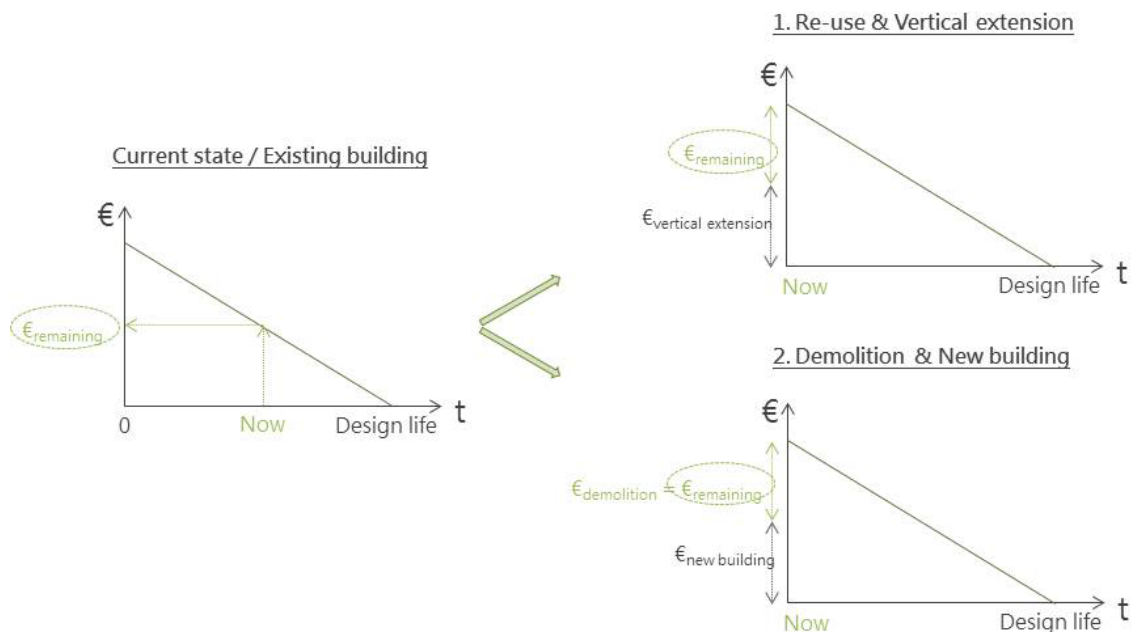 Current state / Existing building
€
€remaining
0
Now
Design life
t
1. Re-use & Vertical extension
€
€remaining
€vertical extension
Now
Design life
t
2. Demolition & New building
€
€demolition = €remaining
€new building
Now
Design life
t